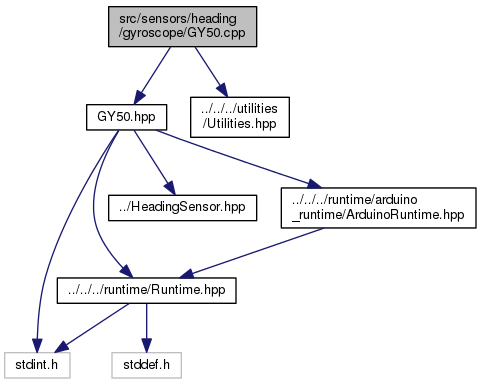 src/sensors/heading
/gyroscope/GY50.cpp
GY50.hpp
../../../utilities
/Utilities.hpp
../HeadingSensor.hpp
../../../runtime/arduino
_runtime/ArduinoRuntime.hpp
../../../runtime/Runtime.hpp
stdint.h
stddef.h